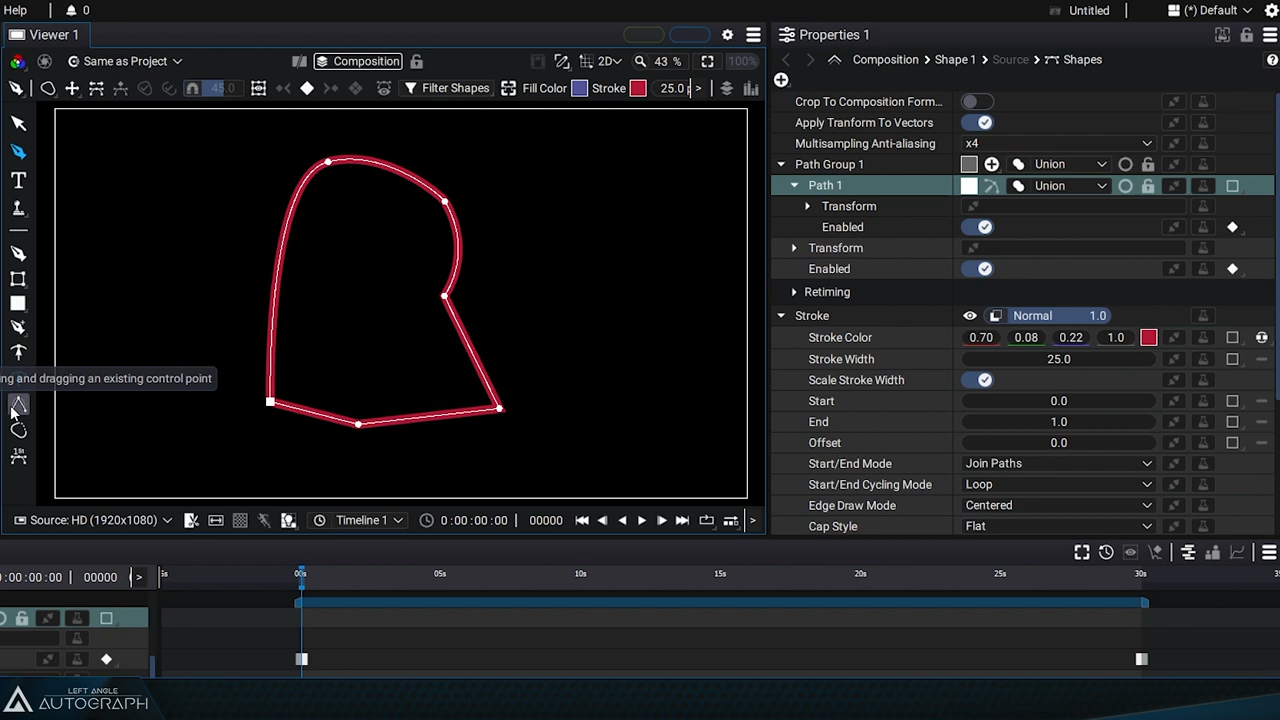 Help
0
Untitled
(*) Default
Viewer 1
Properties 1
Same as Project
Composition
2D
43 %
100%
Composition > Shape 1 > Source > Shapes
45.0
Filter Shapes
Fill Color
Stroke
25.0
Crop To Composition Form...
Apply Tranform To Vectors
Multisampling Anti-aliasing
x4
Path Group 1
Union
Path 1
Union
Transform
Enabled
Transform
Enabled
Retiming
Stroke
Normal
1.0
Stroke Color
0.70
0.08
0.22
1.0
Stroke Width
25.0
Scale Stroke Width
Start
0.0
End
1.0
Offset
0.0
Start/End Mode
Join Paths
Start/End Cycling Mode
Loop
Edge Draw Mode
Centered
Cap Style
Flat
ng and dragging an existing control point
1st
Source: HD (1920x1080)
Timeline 1
0:00:00:00
00000
0:00:00:00
00000
00s
05s
10s
15s
20s
25s
30s
LEFT ANGLE
AUTOGRAPH